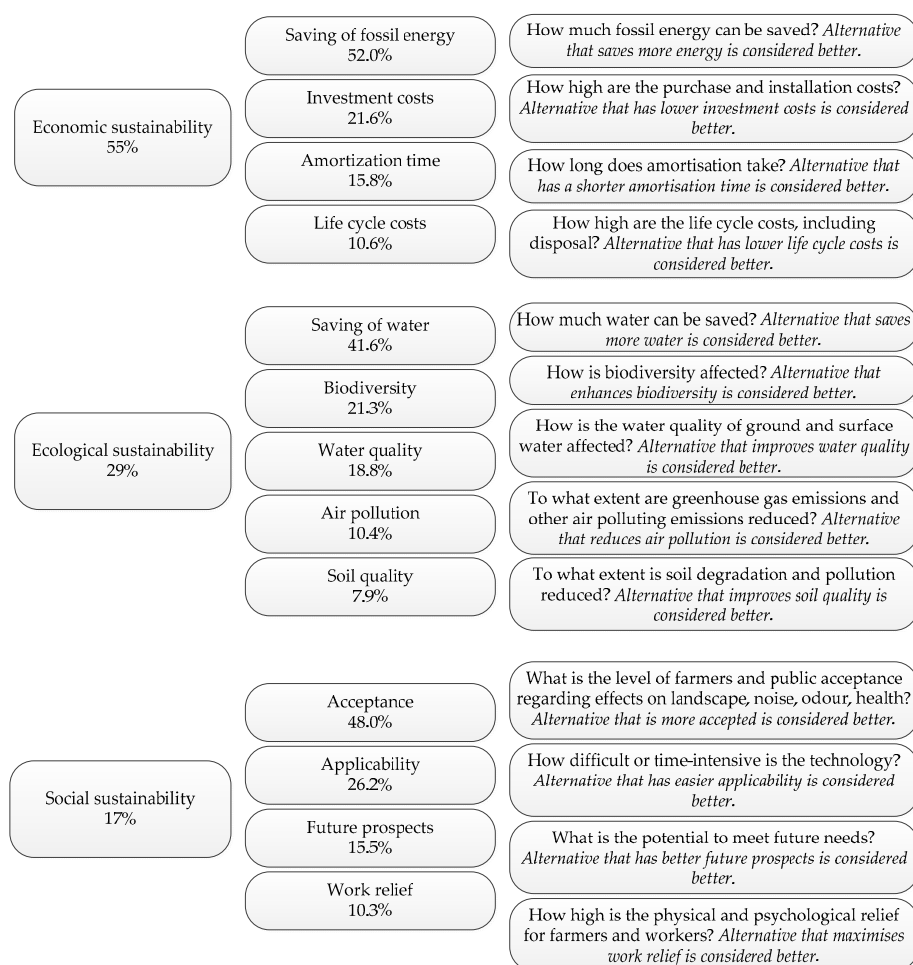 Economic sustainability
55%
Saving of fossil energy
52.0%
How much fossil energy can be saved? Alternative
that saves more energy is considered better.
Investment costs
21.6%
How high are the purchase and installation costs?
Alternative that has lower investment costs is considered
better.
Amortization time
15.8%
How long does amortisation take? Alternative that
has a shorter amortisation time is considered better.
Life cycle costs
10.6%
How high are the life cycle costs, including
disposal? Alternative that has lower life cycle costs is
considered better.
Ecological sustainability
29%
Saving of water
41.6%
How much water can be saved? Alternative that saves
more water is considered better.
Biodiversity
21.3%
How is biodiversity affected? Alternative that
enhances biodiversity is considered better.
Water quality
18.8%
How is the water quality of ground and surface
water affected? Alternative that improves water quality
is considered better.
Air pollution
10.4%
To what extent are greenhouse gas emissions and
other air polluting emissions reduced? Alternative
that reduces air pollution is considered better.
Soil quality
7.9%
To what extent is soil degradation and pollution
reduced? Alternative that improves soil quality is
considered better.
Social sustainability
17%
Acceptance
48.0%
What is the level of farmers and public acceptance
regarding effects on landscape, noise, odour, health?
Alternative that is more accepted is considered better.
Applicability
26.2%
How difficult or time-intensive is the technology?
Alternative that has easier applicability is considered
better.
Future prospects
15.5%
What is the potential to meet future needs?
Alternative that has better future prospects is considered
better.
Work relief
10.3%
How high is the physical and psychological relief
for farmers and workers? Alternative that maximises
work relief is considered better.